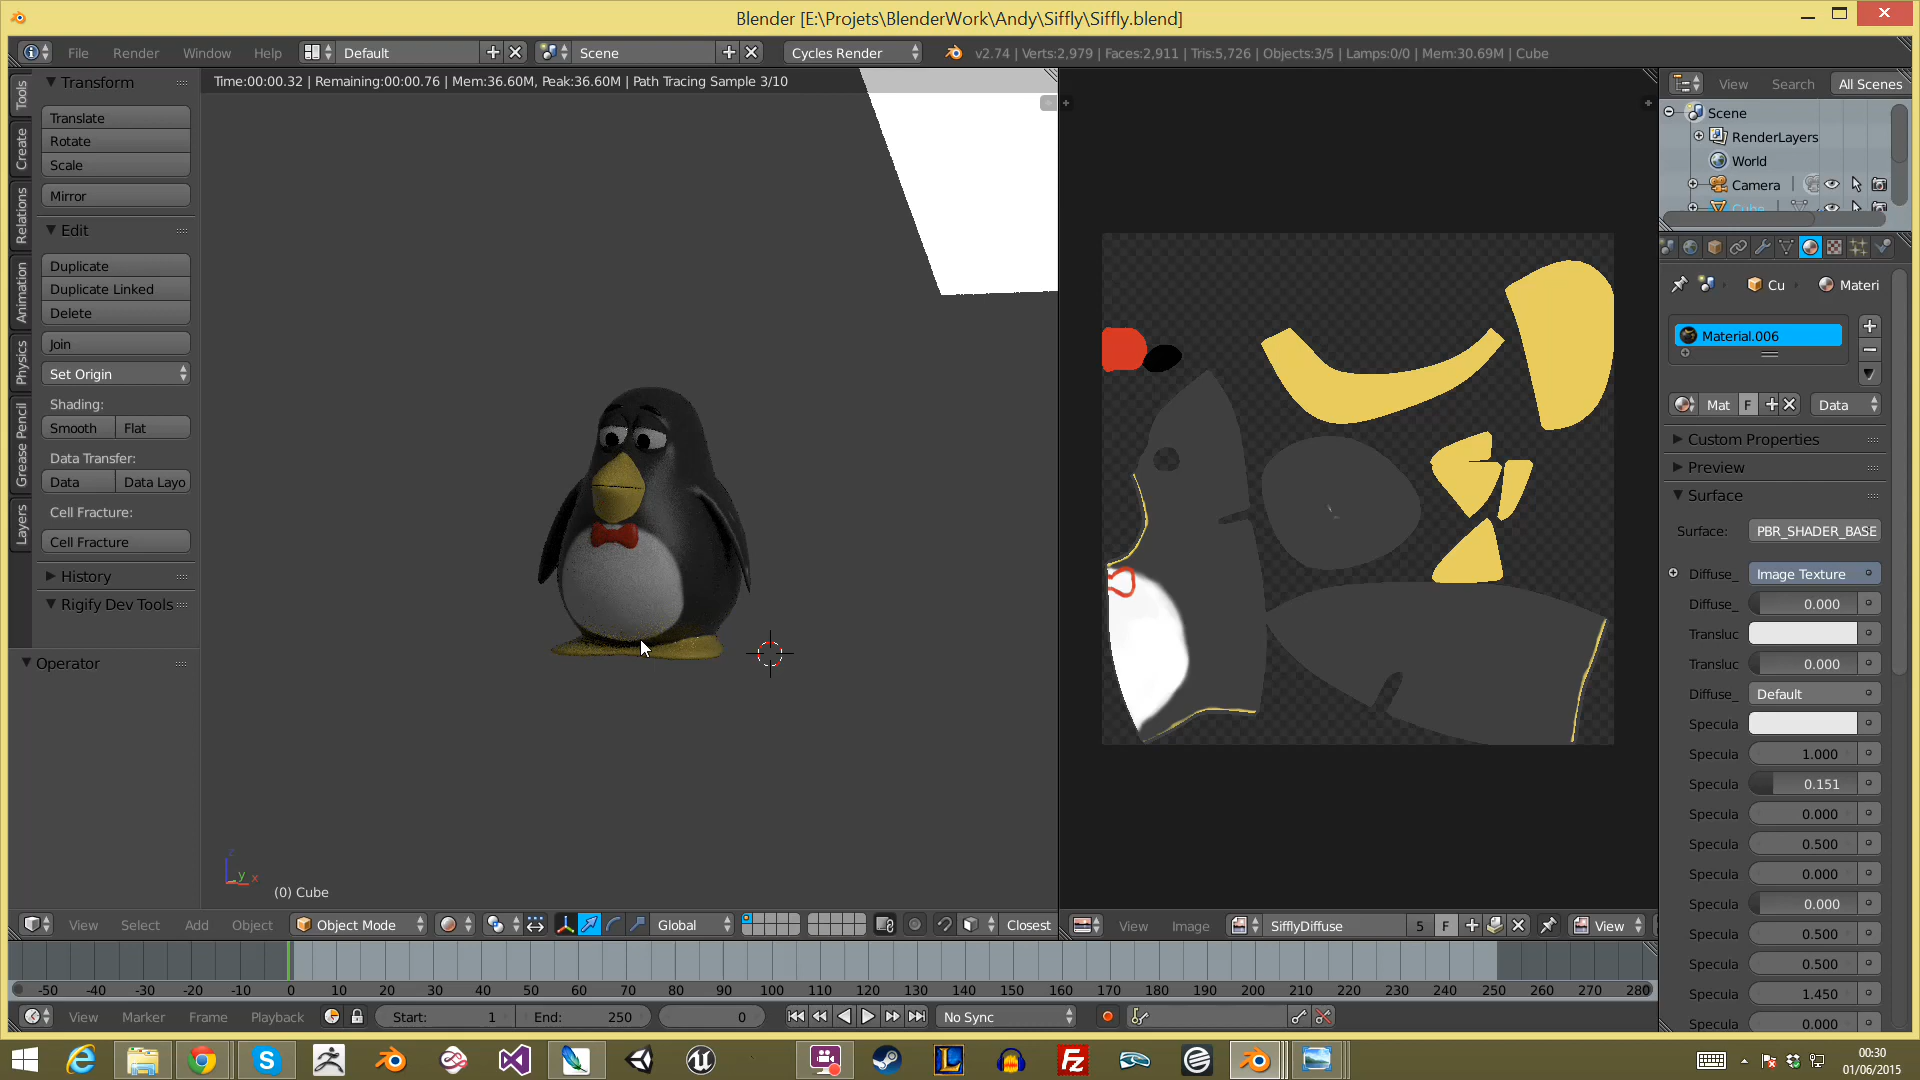 Blender [E:\Projets\BlenderWork\Andy\Siffly\Siffly.blend]
File Render Window Help Default Scene Cycles Render v2.74 | Verts:2,979 | Faces:2,911 | Tris:5,726 | Objects:3/5 | Lamps:0/0 | Mem:30.69M | Cube
Time:00:00.32 | Remaining:00:00.76 | Mem:36.60M, Peak:36.60M | Path Tracing Sample 3/10
Tools
Create
Relations
Animation
Physics
Grease Pencil
Layers
Transform
Translate
Rotate
Scale
Mirror
Edit
Duplicate
Duplicate Linked
Delete
Join
Set Origin
Shading:
Smooth Flat
Data Transfer:
Data Data Layo
Cell Fracture:
Cell Fracture
History
Rigify Dev Tools
Operator
z
y x
(0) Cube
View Select Add Object Object Mode Global Closest
View Image SifflyDiffuse 5 F View
View Search All Scenes
Scene
RenderLayers
World
Camera
Cube
Cu Materi
Material.006
Mat F Data
Custom Properties
Preview
Surface
Surface: PBR_SHADER_BASE
Diffuse_ Image Texture
Diffuse_ 0.000
Transluc
Transluc 0.000
Diffuse_ Default
Specula
Specula 1.000
Specula 0.151
Specula 0.000
Specula 0.500
Specula 0.000
Specula 0.000
Specula 0.500
Specula 0.500
Specula 1.450
Specula 0.000
-50 -40 -30 -20 -10 0 10 20 30 40 50 60 70 80 90 100 110 120 130 140 150 160 170 180 190 200 210 220 230 240 250 260 270 280
View Marker Frame Playback Start: 1 End: 250 0 No Sync
00:30
01/06/2015